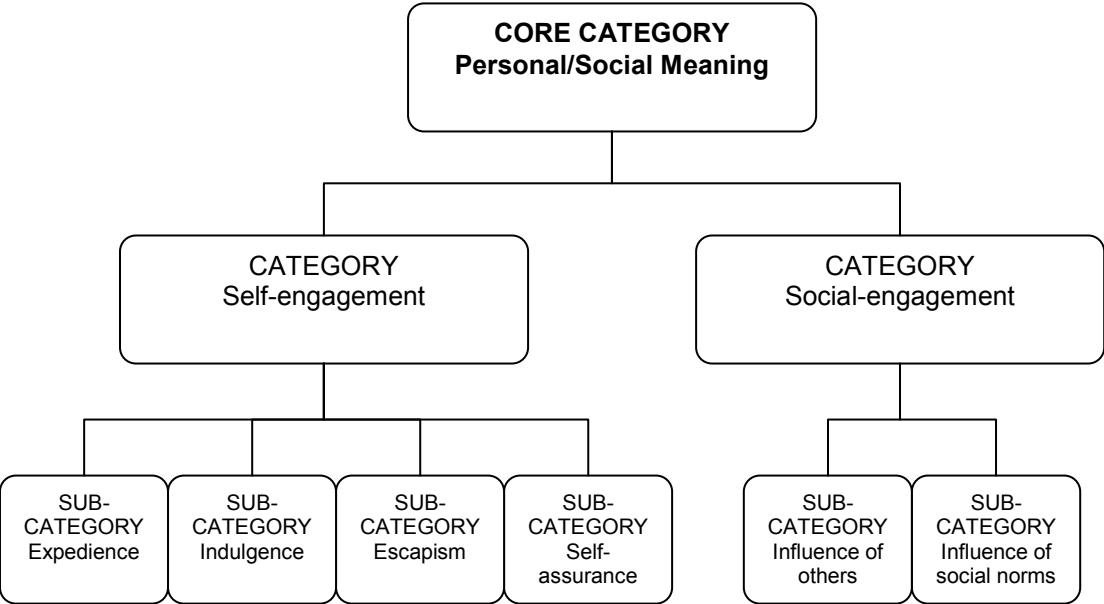 CORE CATEGORY
Personal/Social Meaning
CATEGORY
Self-engagement
CATEGORY
Social-engagement
SUB-
CATEGORY
Expedience
SUB-
CATEGORY
Indulgence
SUB-
CATEGORY
Escapism
SUB-
CATEGORY
Self-
assurance
SUB-
CATEGORY
Influence of
others
SUB-
CATEGORY
Influence of
social norms